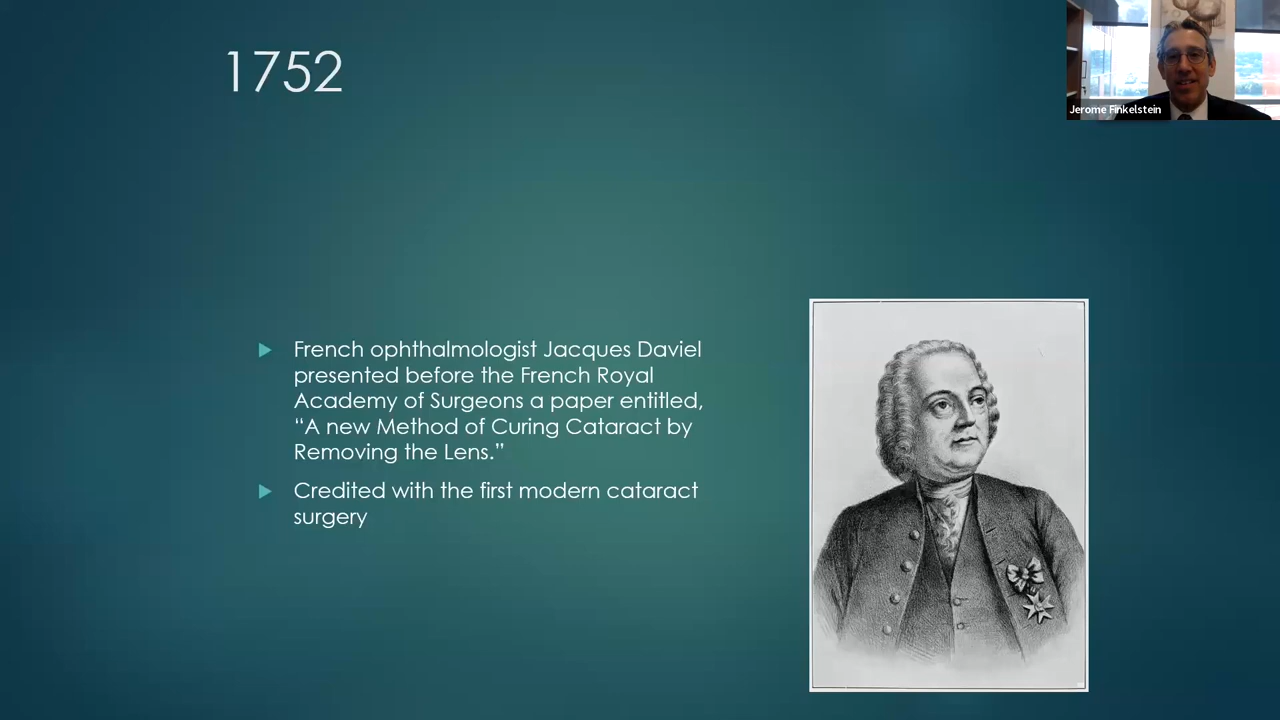 1752
Jerome Finkelstein
French ophthalmologist Jacques Daviel
presented before the French Royal
Academy of Surgeons a paper entitled,
“A new Method of Curing Cataract by
Removing the Lens.”
Credited with the first modern cataract
surgery